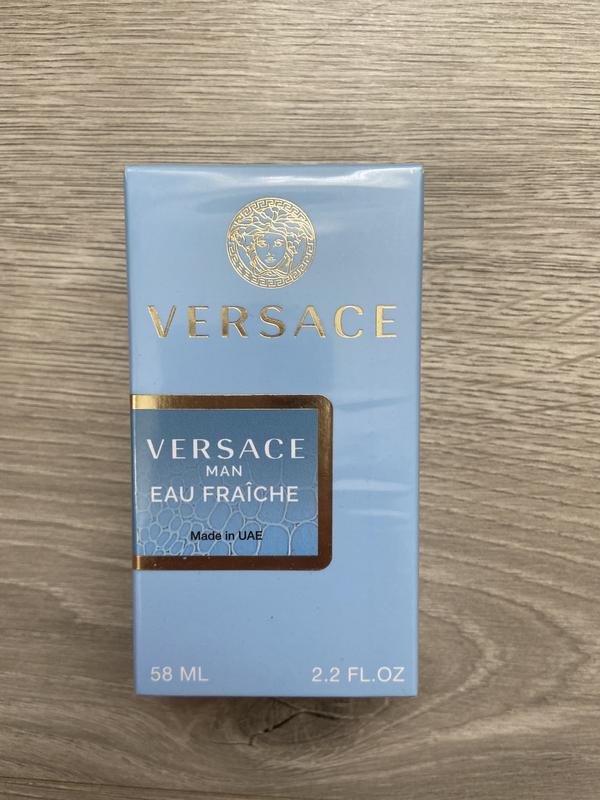 VERSACE
VERSACE
MAN
EAU FRAÎCHE
Made in UAE
58 ML 2.2 FL.OZ